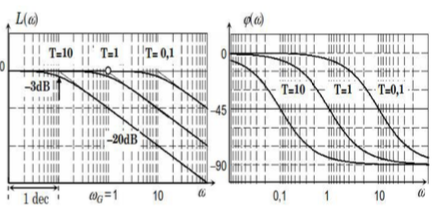 L(ω)
T=10 T=1 T= 0,1
0
–3dB
–20dB
1 dec
ω_G=1
10
ω
φ(ω)
0
T=10 T=1 T=0,1
–45
–90
0,1
1
10
ω